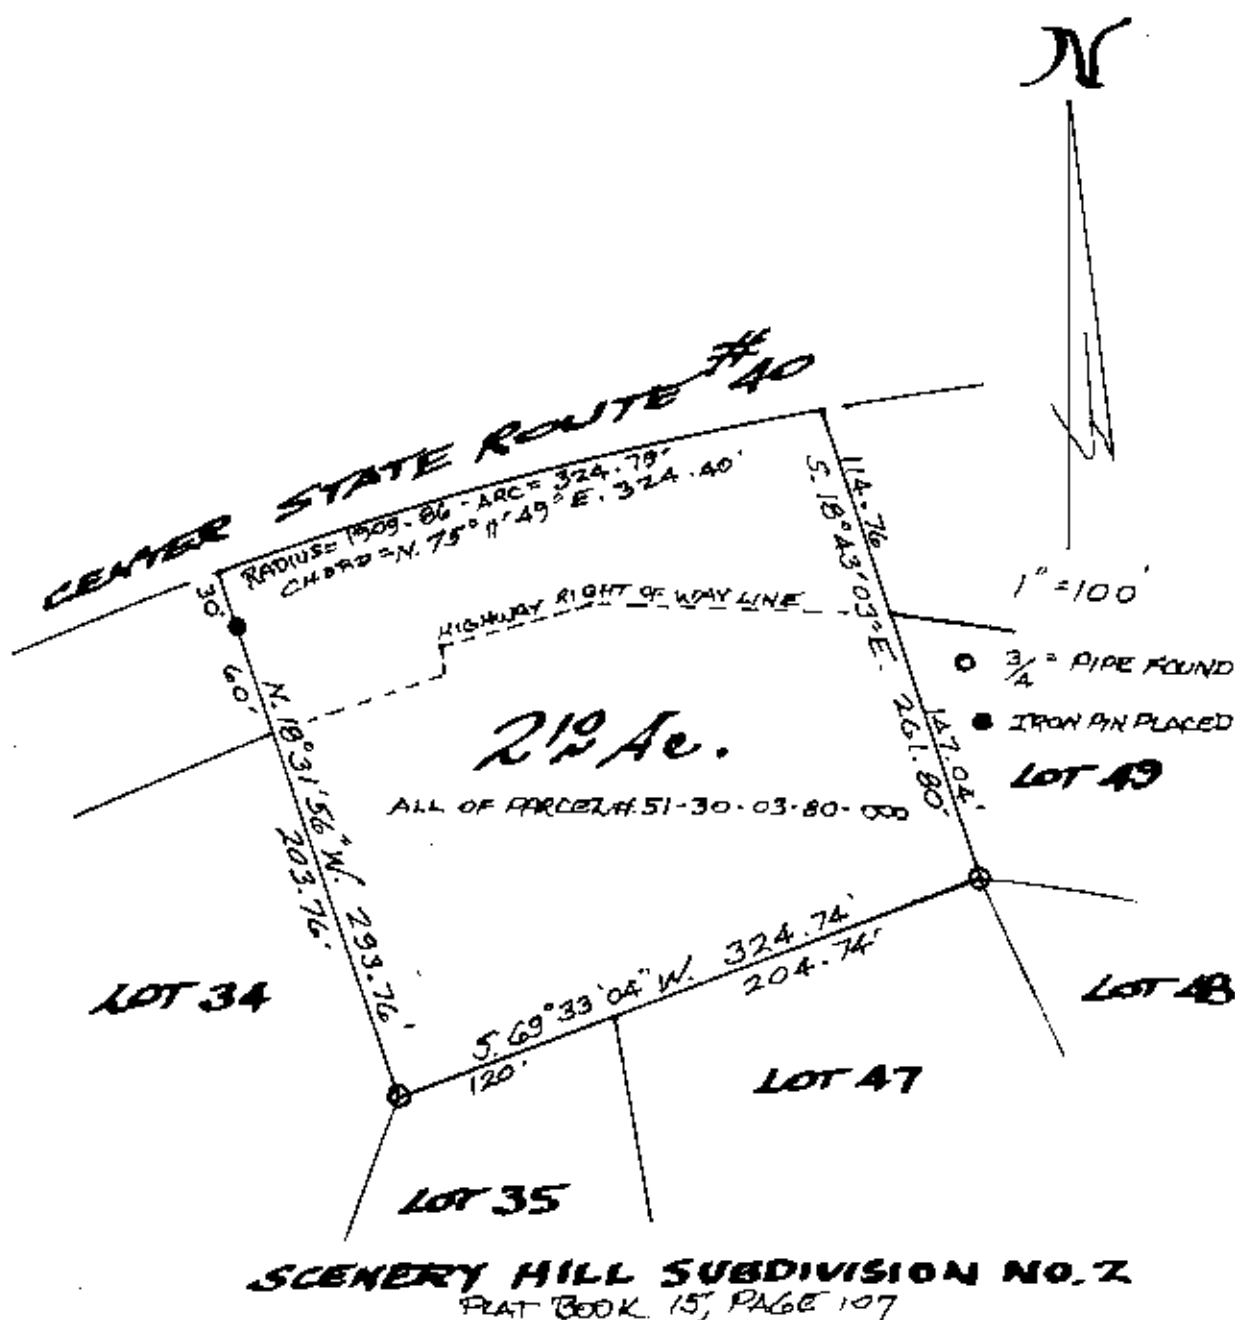 N
CENTER STATE ROUTE #40
RADIUS= 1909.86 - ARC= 324.79'
CHORD = N. 75° 11' 49" E. 324.40'
30'
60'
N. 18°31'56" W. 293.76'
203.76'
114.76
S. 18°43'03" E. 261.80'
147.04'
HIGHWAY RIGHT OF WAY LINE
1" = 100'
3/4" PIPE FOUND
IRON PIN PLACED
2 10 Ac.
ALL OF PARCEL #.51-30-03-80-8
LOT 49
S. 69°33'04" W. 324.74'
120'
204.74'
LOT 34
LOT 48
LOT 47
LOT 35
SCENERY HILL SUBDIVISION NO. 2
PLAT BOOK 15, PAGE 107